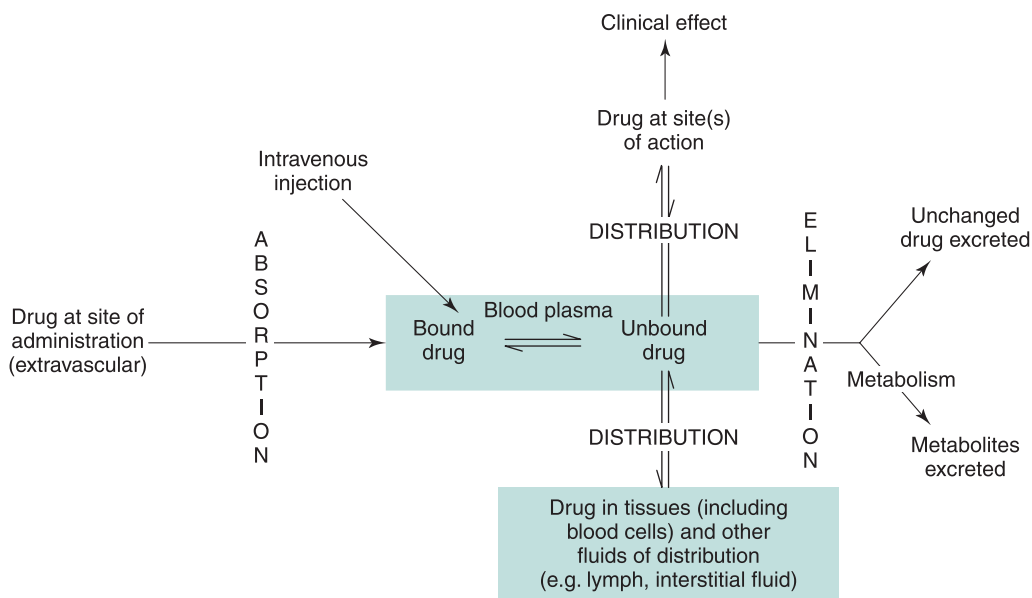 Clinical effect
Drug at site(s)
of action
Intravenous
injection
DISTRIBUTION
ABSORPTION
ELIMINATION
Unchanged
drug excreted
Blood plasma
Drug at site of
administration
(extravascular)
Bound
drug
Unbound
drug
Metabolism
DISTRIBUTION
Metabolites
excreted
Drug in tissues (including
blood cells) and other
fluids of distribution
(e.g. lymph, interstitial fluid)